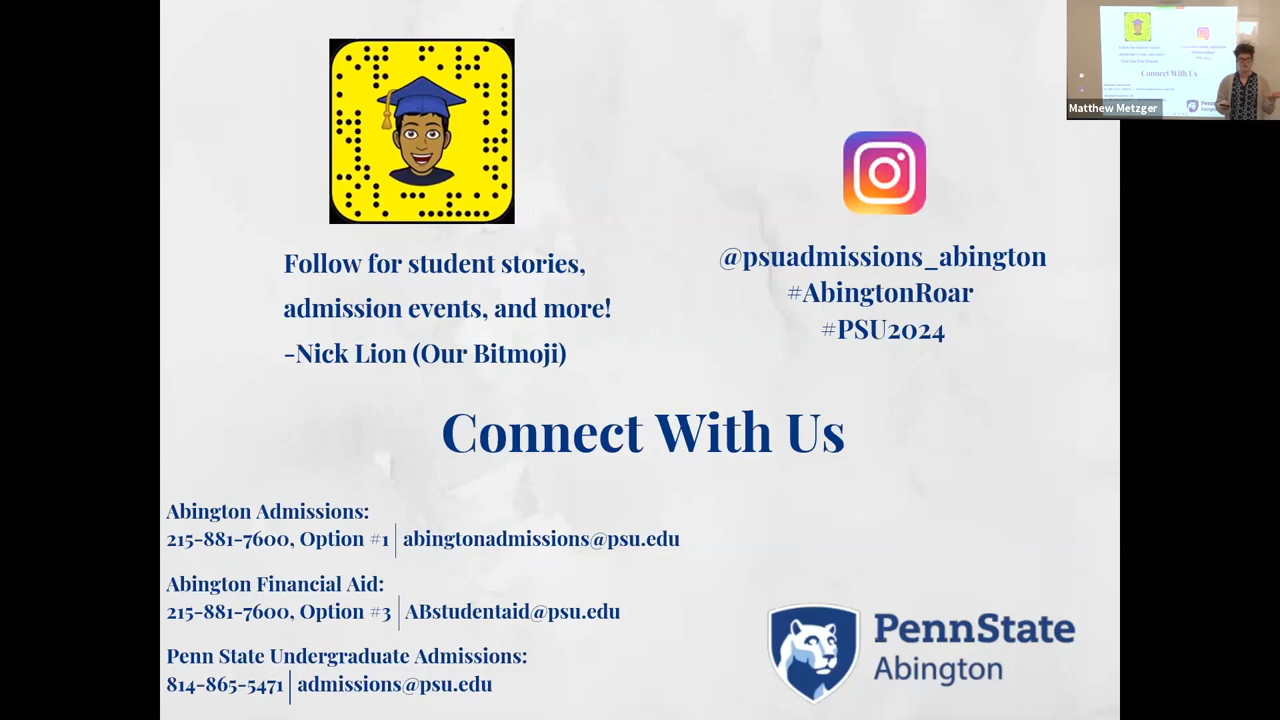 Follow for student stories,
admission events, and more!
-Nick Lion (Our Bitmoji)
@psuadmissions_abington
#AbingtonRoar
#PSU2024
Connect With Us
Abington Admissions:
215-881-7600, Option #1 | abingtonadmissions@psu.edu
Abington Financial Aid:
215-881-7600, Option #3 | ABstudentaid@psu.edu
Penn State Undergraduate Admissions:
814-865-5471 | admissions@psu.edu
PennState
Abington
Connect With Us
Matthew Metzger